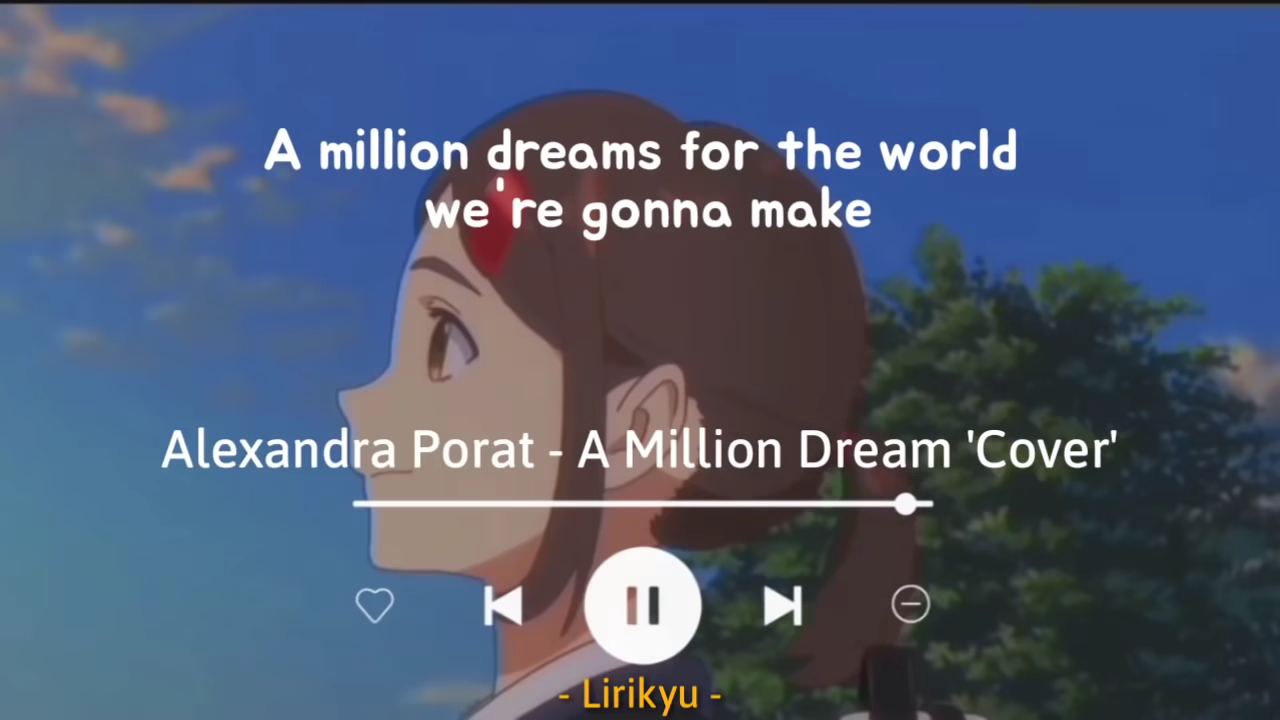 A million dreams for the world
we're gonna make
Alexandra Porat - A Million Dream 'Cover'
- Lirikyu -